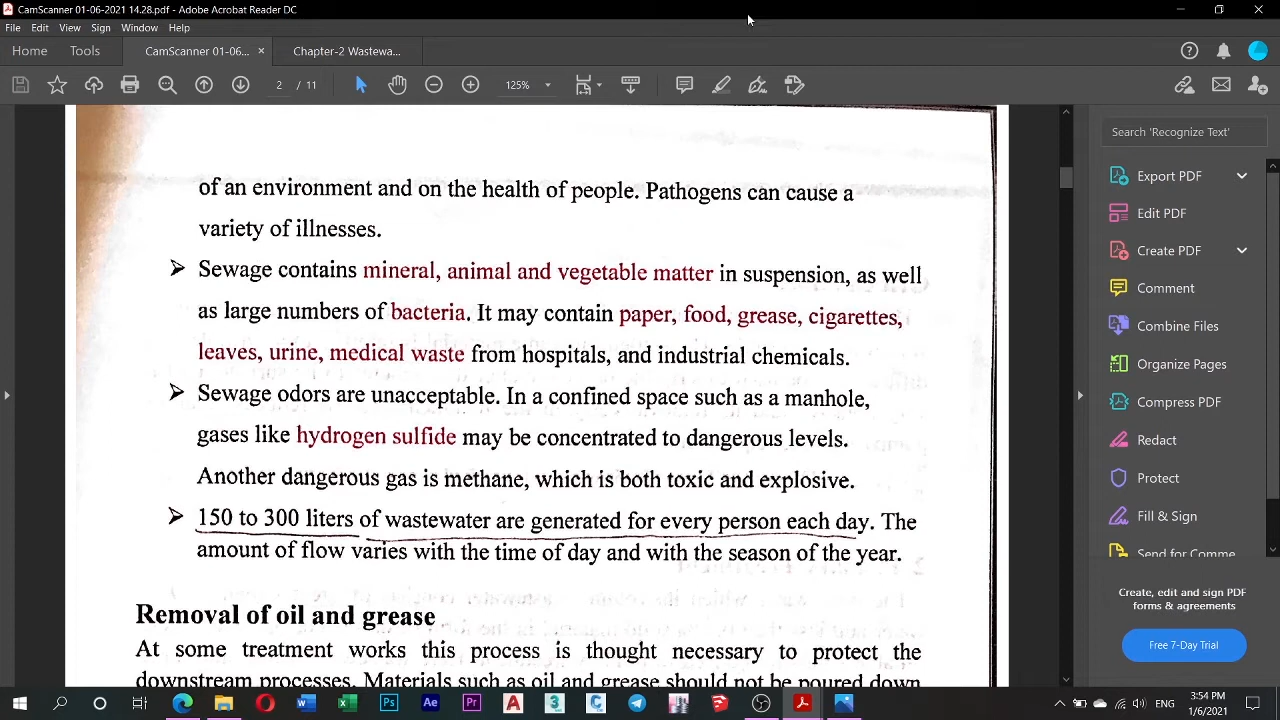 CamScanner 01-06-2021 14.28.pdf - Adobe Acrobat Reader DC
File Edit View Sign Window Help
Home Tools CamScanner 01-06... × Chapter-2 Wastewa...
2 / 11 125%
Search 'Recognize Text'
of an environment and on the health of people. Pathogens can cause a
variety of illnesses.
➢ Sewage contains mineral, animal and vegetable matter in suspension, as well
as large numbers of bacteria. It may contain paper, food, grease, cigarettes,
leaves, urine, medical waste from hospitals, and industrial chemicals.
➢ Sewage odors are unacceptable. In a confined space such as a manhole,
gases like hydrogen sulfide may be concentrated to dangerous levels.
Another dangerous gas is methane, which is both toxic and explosive.
➢ 150 to 300 liters of wastewater are generated for every person each day. The
amount of flow varies with the time of day and with the season of the year.
Removal of oil and grease
At some treatment works this process is thought necessary to protect the
downstream processes. Materials such as oil and grease should not be poured down
Export PDF
Edit PDF
Create PDF
Comment
Combine Files
Organize Pages
Compress PDF
Redact
Protect
Fill & Sign
Send for Comme
Create, edit and sign PDF
forms & agreements
Free 7-Day Trial
ENG
3:54 PM
1/6/2021